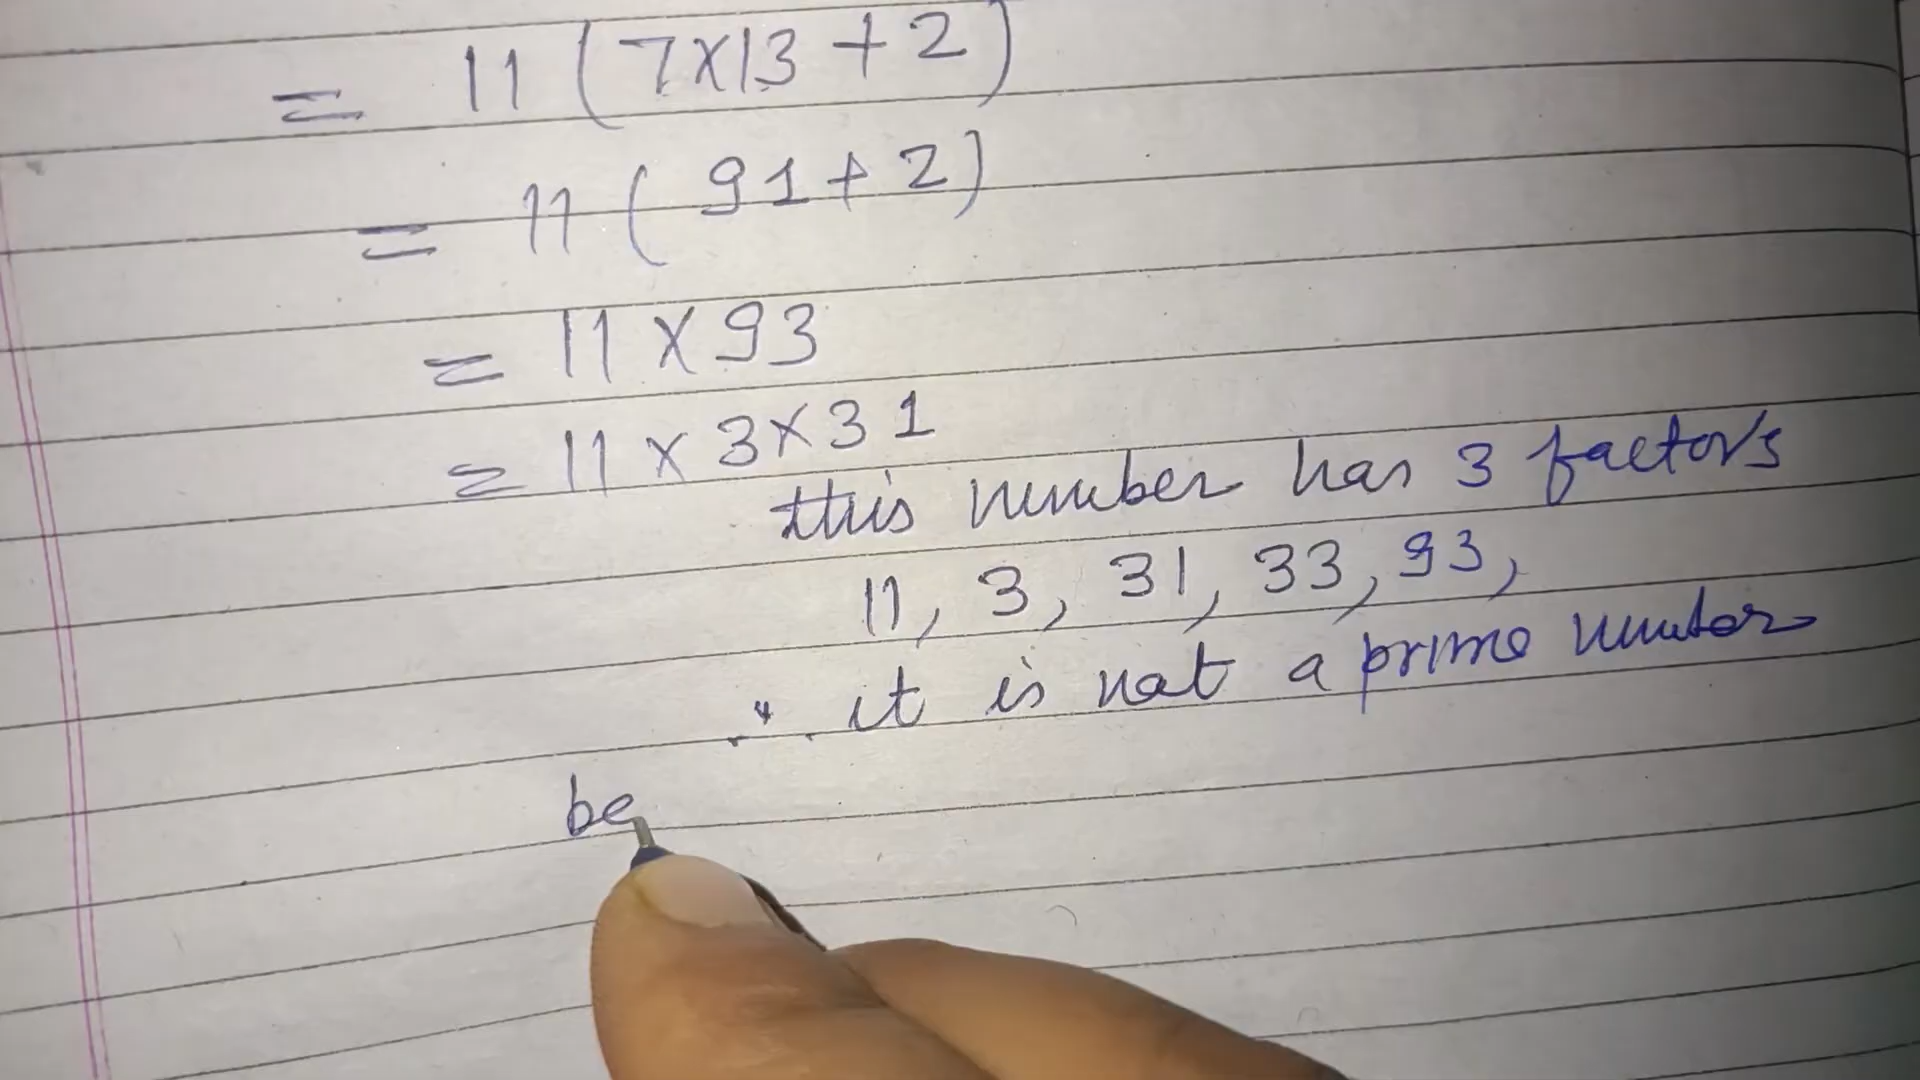 = 11 (7×13 + 2)
= 11 (91 + 2)
= 11 × 93
= 11 × 3 × 31
this number has 3 factors
11, 3, 31, 33, 93,
∴ it is not a prime number
be